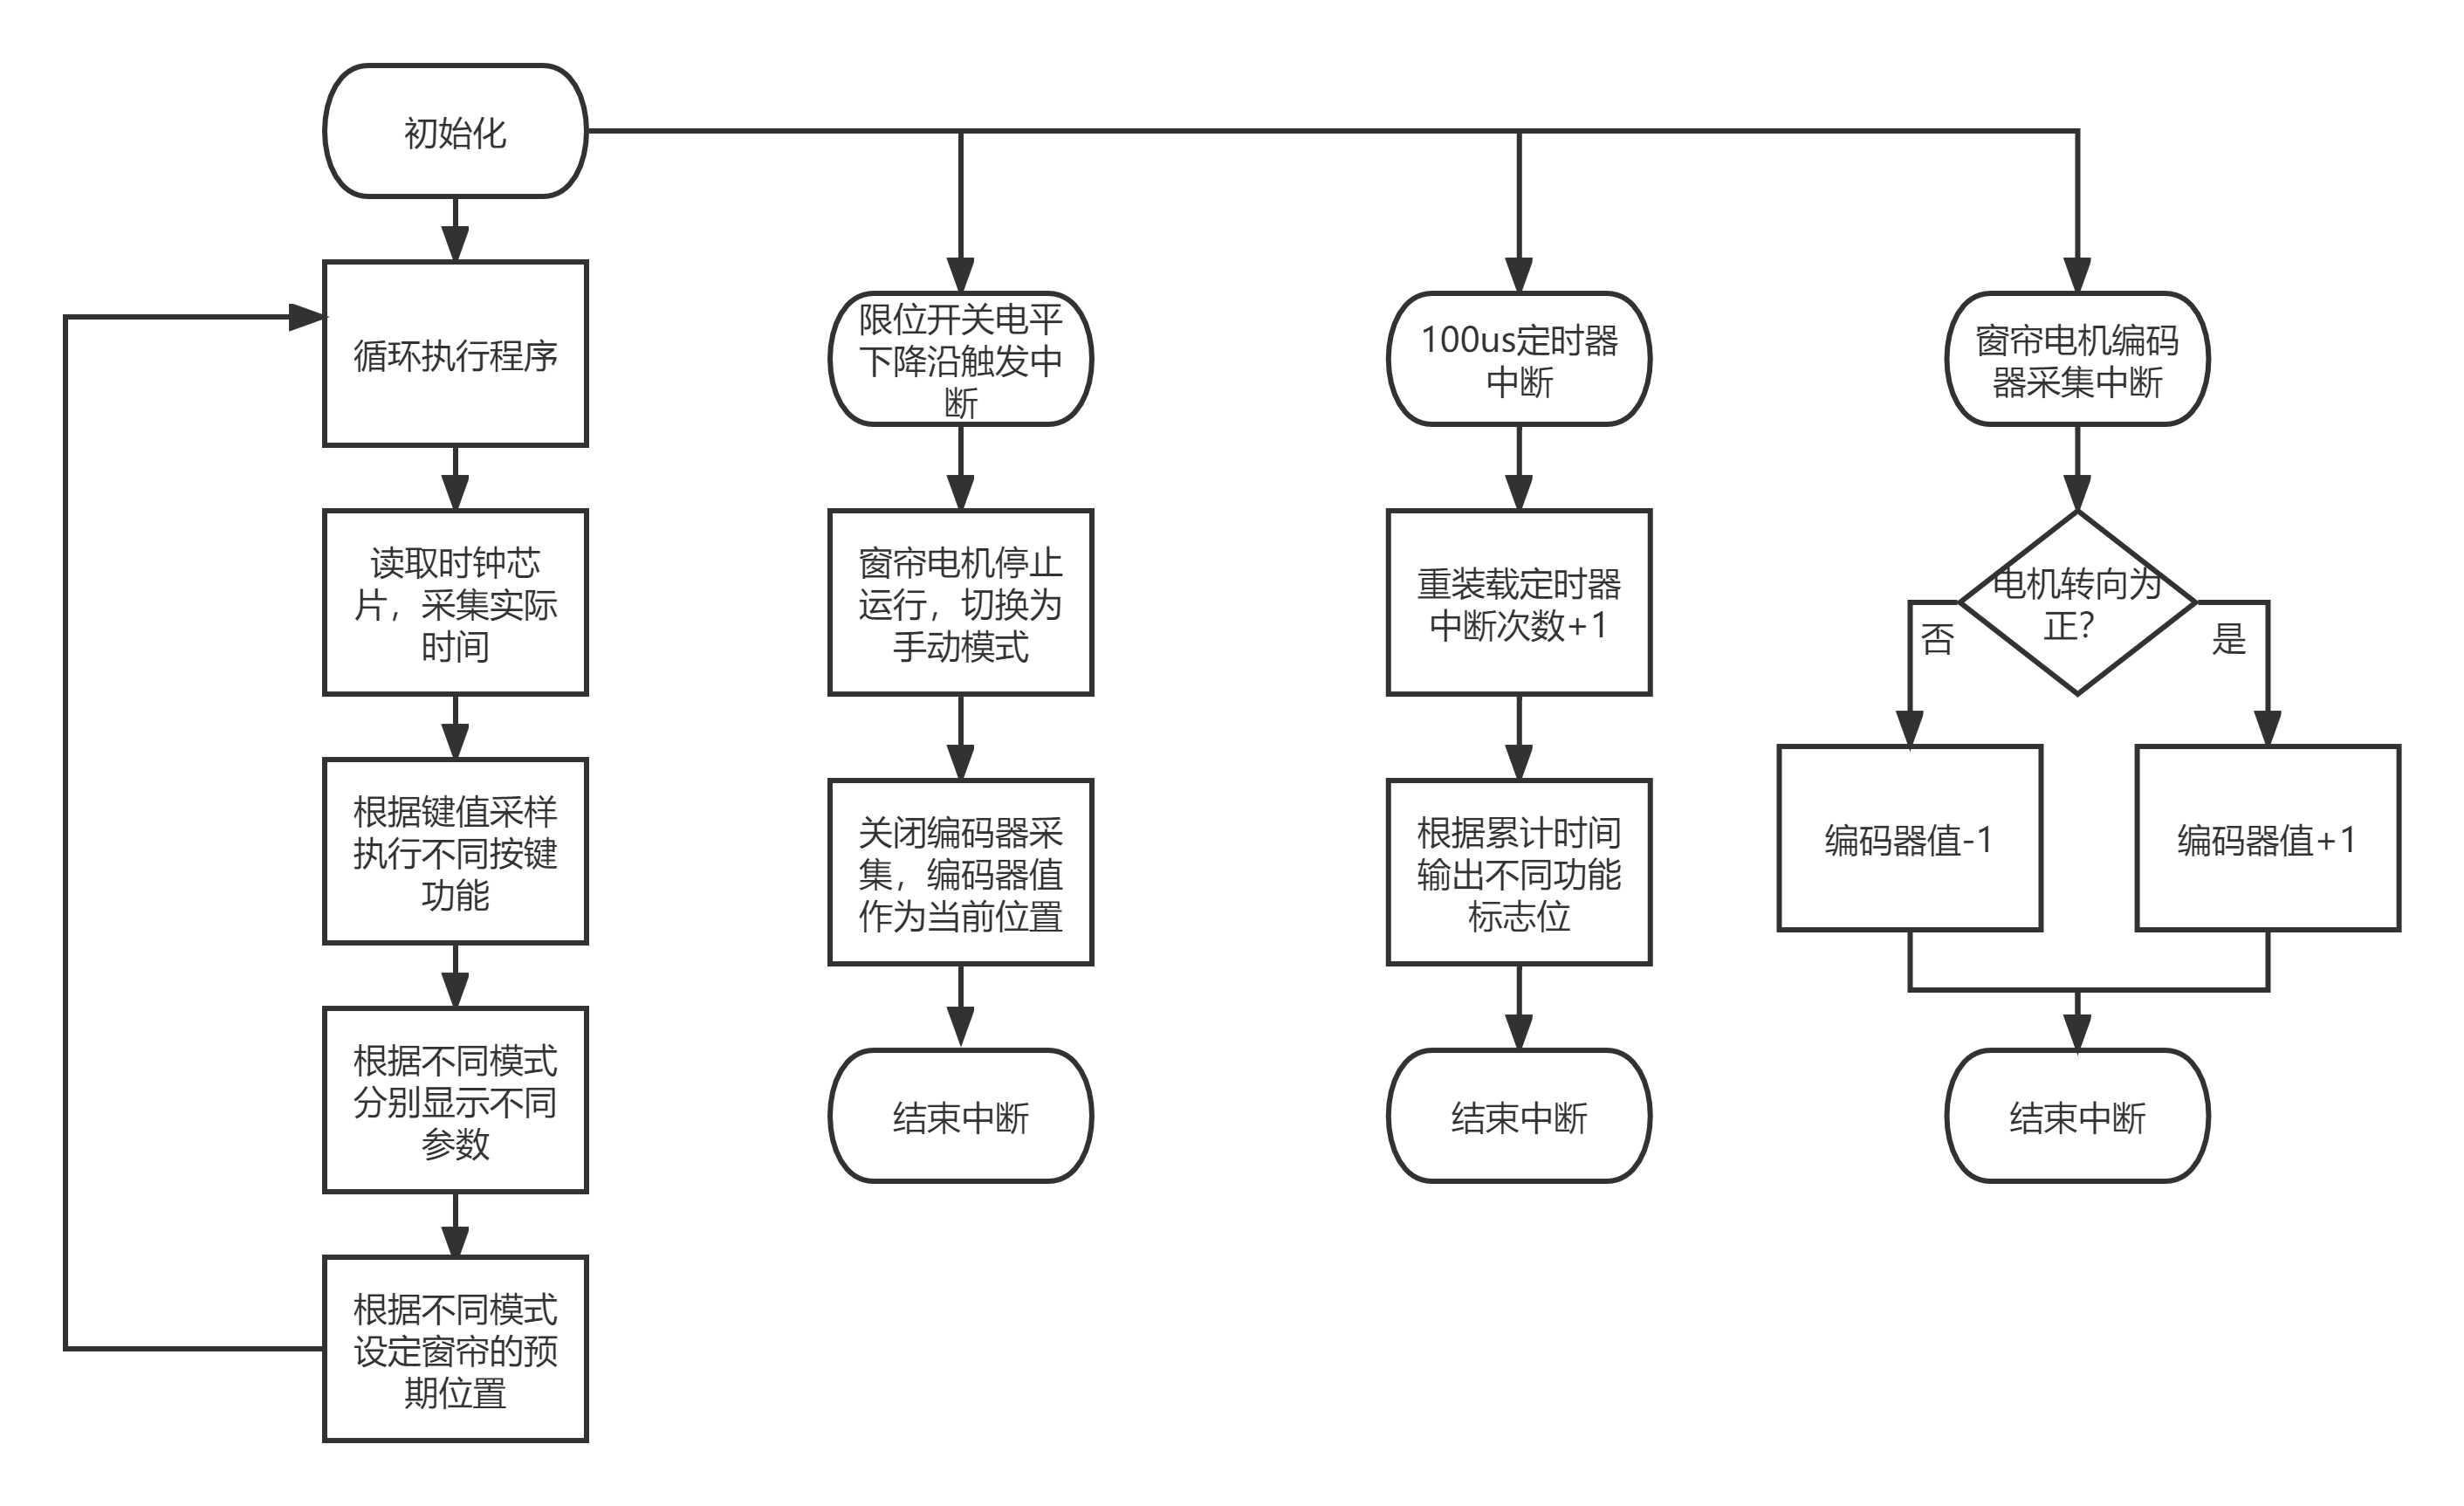 初始化
循环执行程序
读取时钟芯
片，采集实际
时间
根据键值采样
执行不同按键
功能
根据不同模式
分别显示不同
参数
根据不同模式
设定窗帘的预
期位置
限位开关电平
下降沿触发中
断
窗帘电机停止
运行，切换为
手动模式
关闭编码器采
集，编码器值
作为当前位置
结束中断
100us定时器
中断
重装载定时器
中断次数+1
根据累计时间
输出不同功能
标志位
结束中断
窗帘电机编码
器采集中断
电机转向为
正？
否
是
编码器值-1
编码器值+1
结束中断